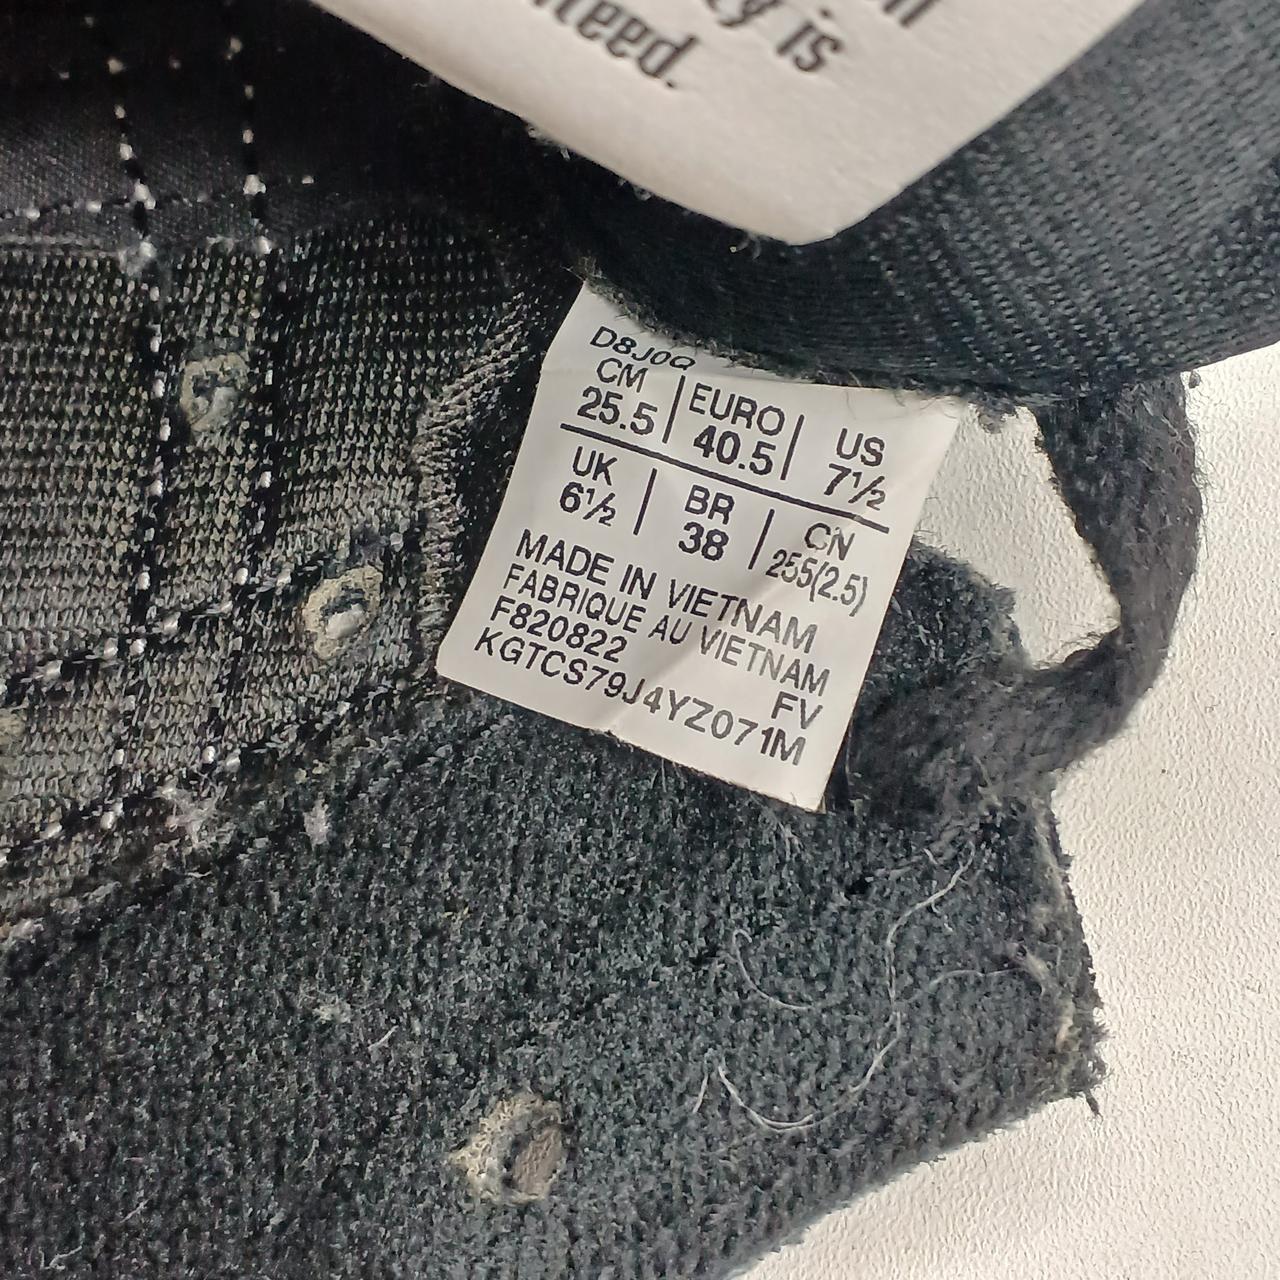 is
D8J0Q
CM EURO US
25.5 40.5 7½
UK BR CN
6½ 38 255(2.5)
MADE IN VIETNAM
FABRIQUE AU VIETNAM
F820822 FV
KGTCS79J4YZ071M